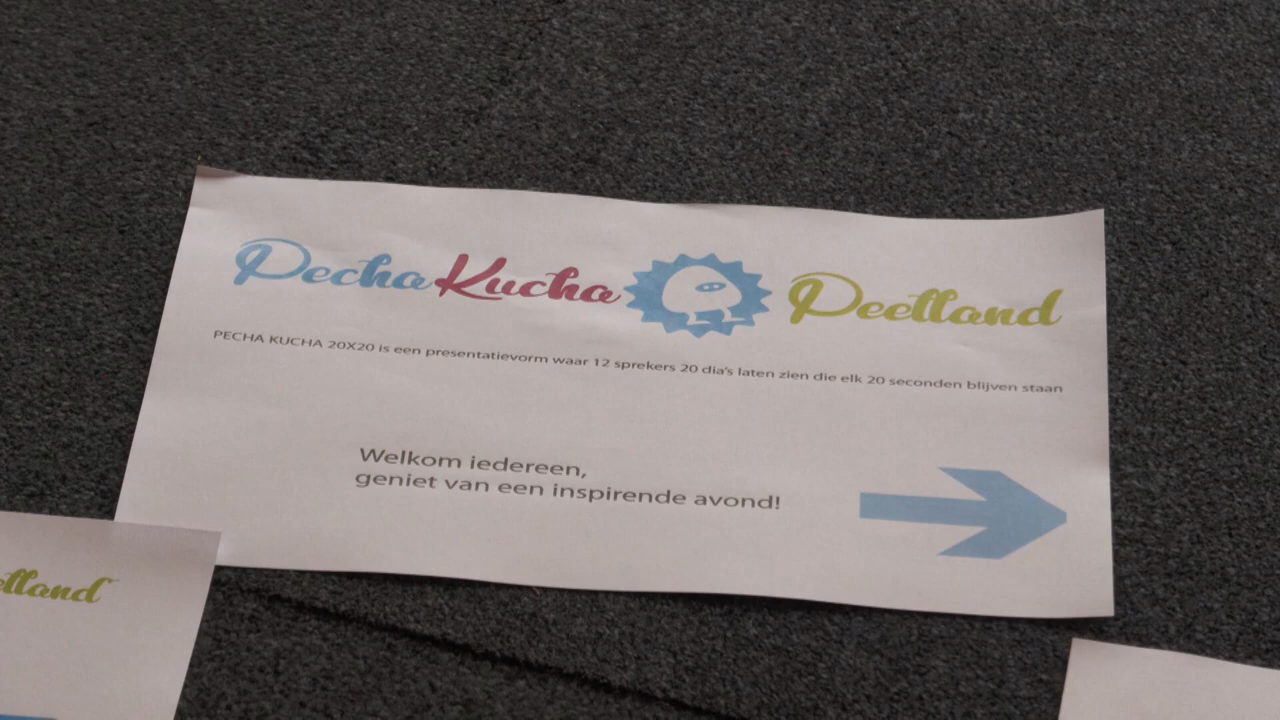 PechaKucha Peelland
PECHA KUCHA 20X20 is een presentatievorm waar 12 sprekers 20 dia's laten zien die elk 20 seconden blijven staan
Welkom iedereen,
geniet van een inspirende avond!
elland